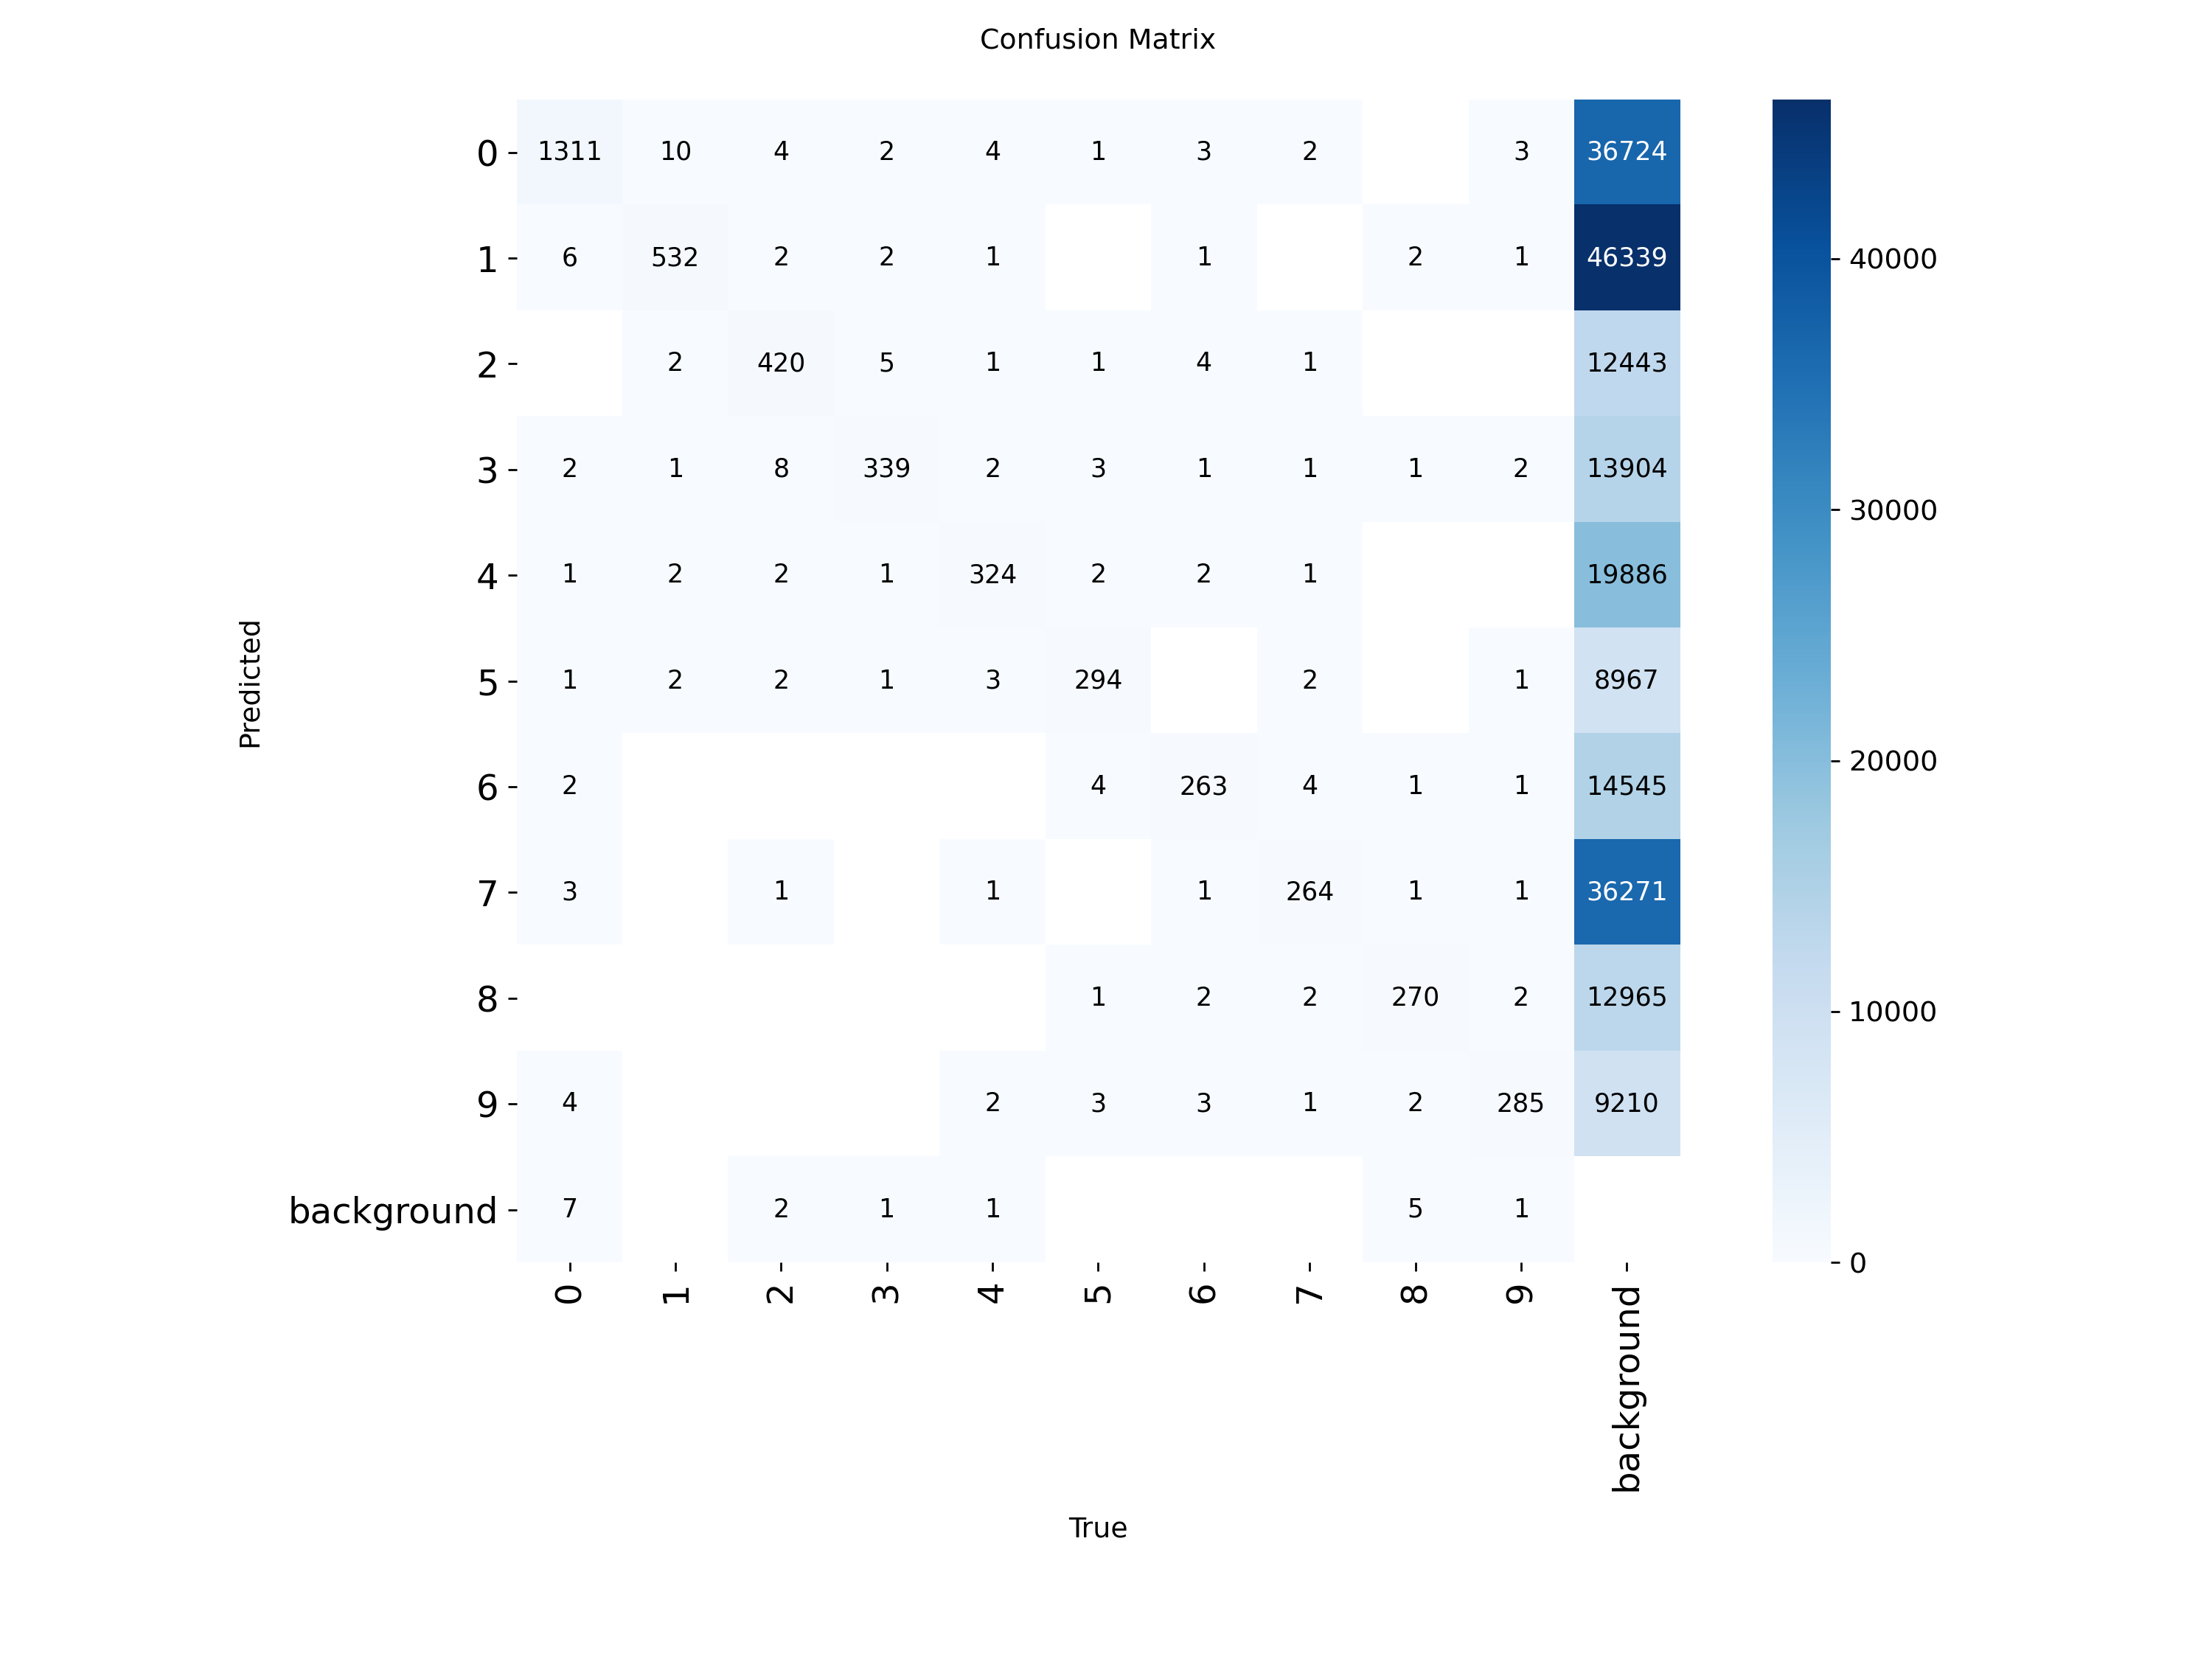 Confusion Matrix
0 1311 10 4 2 4 1 3 2 3 36724
1 6 532 2 2 1 1 2 1 46339
2 2 420 5 1 1 4 1 12443
3 2 1 8 339 2 3 1 1 1 2 13904
4 1 2 2 1 324 2 2 1 19886
5 1 2 2 1 3 294 2 1 8967
6 2 4 263 4 1 1 14545
7 3 1 1 1 264 1 1 36271
8 1 2 2 270 2 12965
9 4 2 3 3 1 2 285 9210
background 7 2 1 1 5 1
0 1 2 3 4 5 6 7 8 9 background
Predicted
True
40000
30000
20000
10000
0